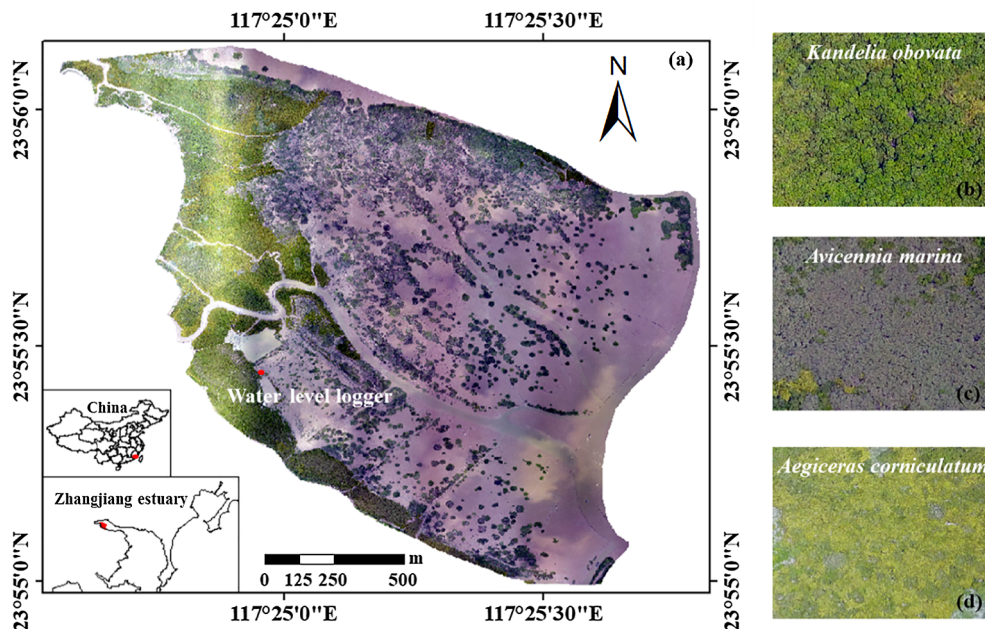 117°25'0"E
117°25'30"E
(a)
N
23°56'0"N
23°56'0"N
23°55'30"N
23°55'30"N
Water level logger
China
Zhangjiang estuary
m
0 125 250 500
23°55'0"N
23°55'0"N
117°25'0"E
117°25'30"E
Kandelia obovata
(b)
Avicennia marina
(c)
Aegiceras corniculatum
(d)